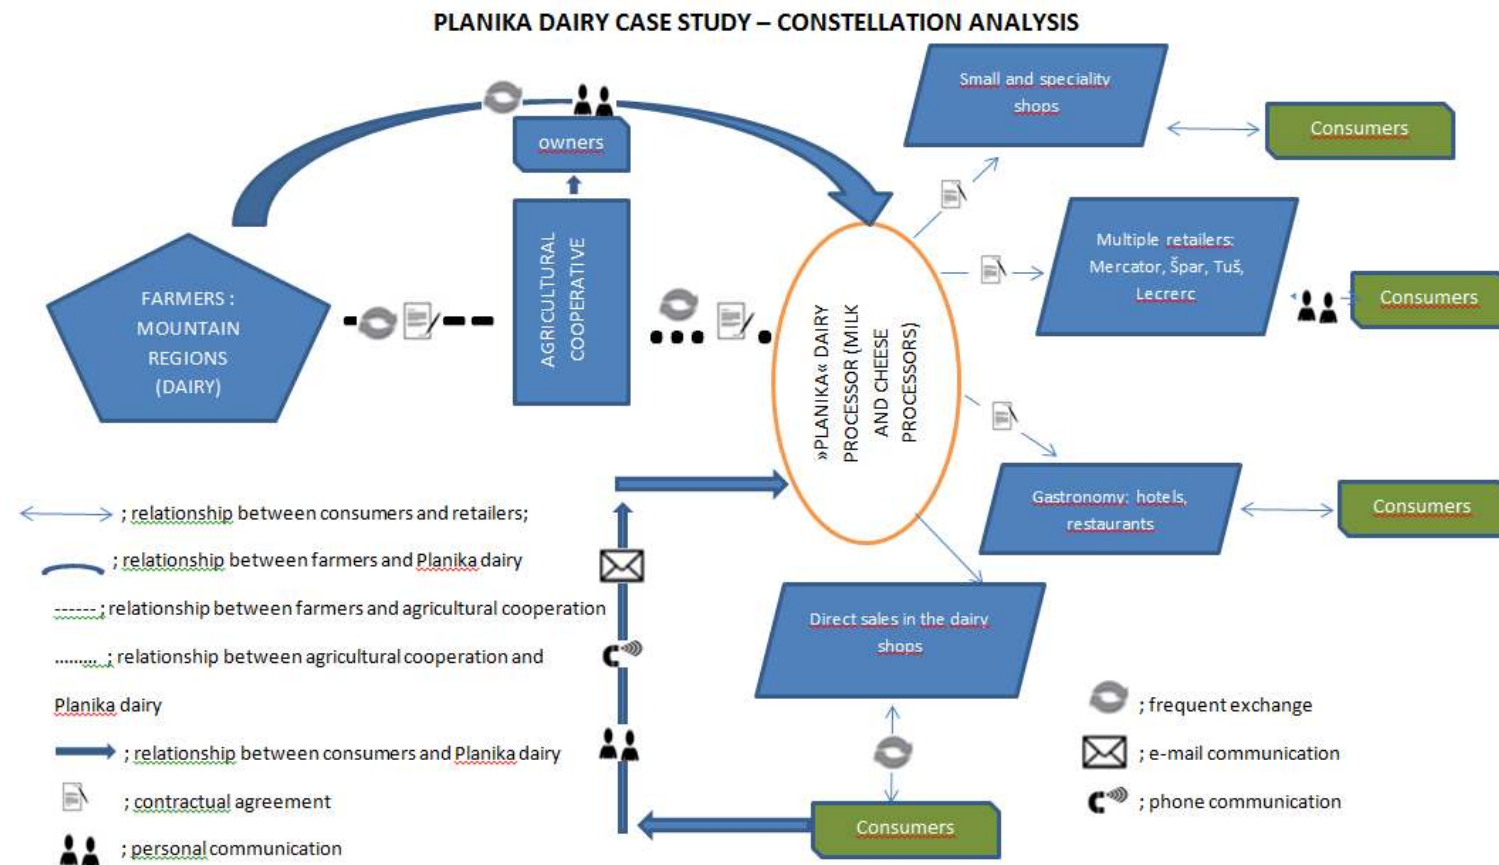 PLANIKA DAIRY CASE STUDY – CONSTELLATION ANALYSIS
Small and speciality
shops
Consumers
owners
Multiple retailers:
Mercator, Špar, Tuš,
Lecrerc
Consumers
FARMERS :
MOUNTAIN
REGIONS
(DAIRY)
AGRICULTURAL
COOPERATIVE
»PLANIKA« DAIRY
PROCESSOR (MILK
AND CHEESE
PROCESSORS)
Gastronomy: hotels,
restaurants
Consumers
; relationship between consumers and retailers;
; relationship between farmers and Planika dairy
------ ; relationship between farmers and agricultural cooperation
......... ; relationship between agricultural cooperation and
Planika dairy
; relationship between consumers and Planika dairy
; contractual agreement
; personal communication
Direct sales in the dairy
shops
Consumers
; frequent exchange
; e-mail communication
; phone communication